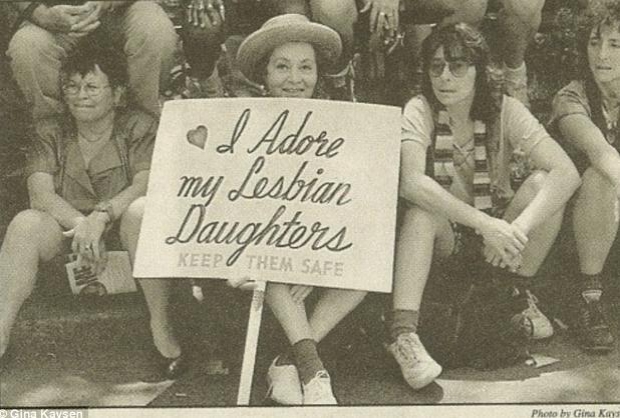 I Adore
my Lesbian
Daughters
KEEP THEM SAFE
© Gina Kaysen
Photo by Gina Kays